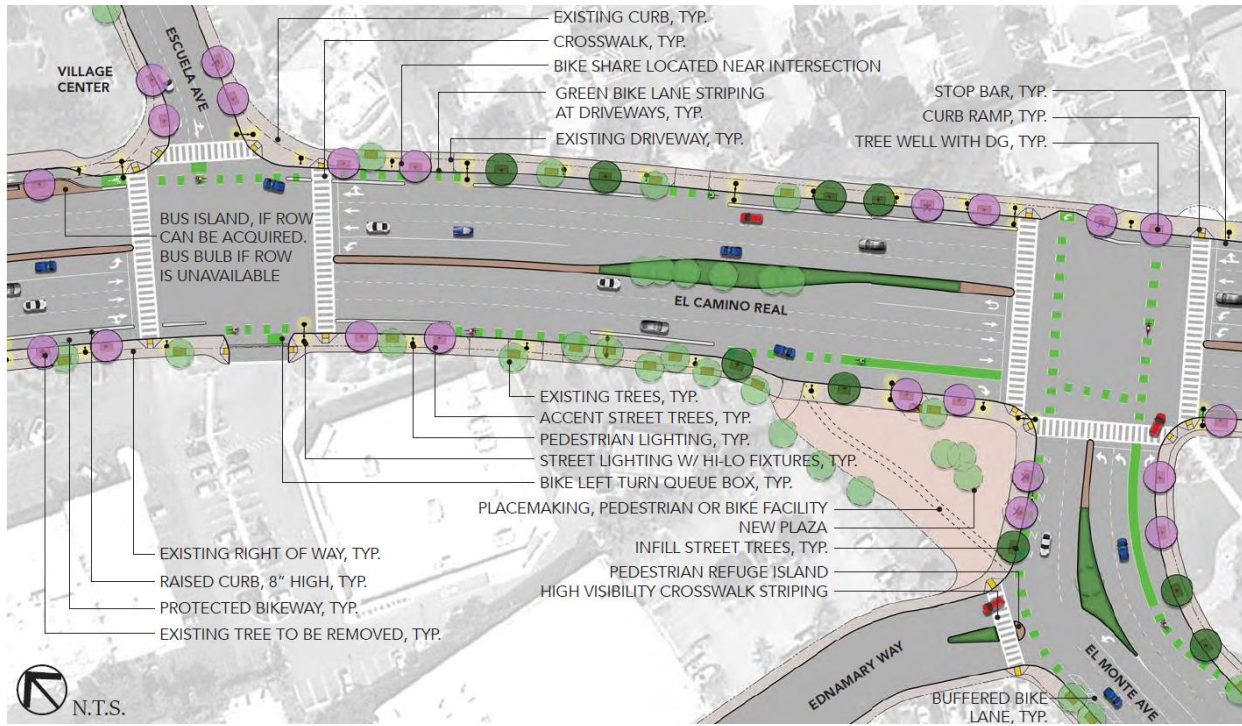 EXISTING CURB, TYP.
CROSSWALK, TYP.
BIKE SHARE LOCATED NEAR INTERSECTION
GREEN BIKE LANE STRIPING
AT DRIVEWAYS, TYP.
EXISTING DRIVEWAY, TYP.
STOP BAR, TYP.
CURB RAMP, TYP.
TREE WELL WITH DG, TYP.
ESCUELA AVE
VILLAGE
CENTER
BUS ISLAND, IF ROW
CAN BE ACQUIRED.
BUS BULB IF ROW
IS UNAVAILABLE
EL CAMINO REAL
EXISTING TREES, TYP.
ACCENT STREET TREES, TYP.
PEDESTRIAN LIGHTING, TYP.
STREET LIGHTING W/ HI-LO FIXTURES, TYP.
BIKE LEFT TURN QUEUE BOX, TYP.
PLACEMAKING, PEDESTRIAN OR BIKE FACILITY
NEW PLAZA
INFILL STREET TREES, TYP.
PEDESTRIAN REFUGE ISLAND
HIGH VISIBILITY CROSSWALK STRIPING
EXISTING RIGHT OF WAY, TYP.
RAISED CURB, 8" HIGH, TYP.
PROTECTED BIKEWAY, TYP.
EXISTING TREE TO BE REMOVED, TYP.
EDNAMARY WAY
EL MONTE AVE
BUFFERED BIKE
LANE, TYP.
N.T.S.